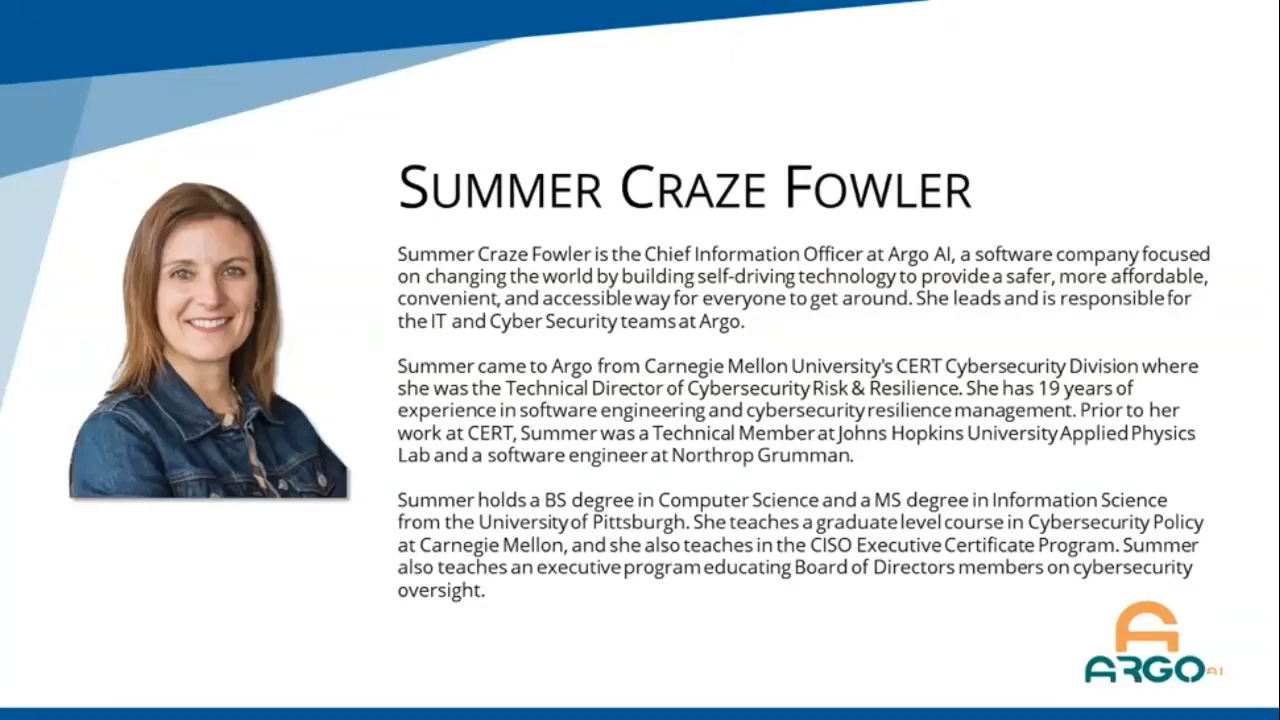 SUMMER CRAZE FOWLER
Summer Craze Fowler is the Chief Information Officer at Argo AI, a software company focused
on changing the world by building self-driving technology to provide a safer, more affordable,
convenient, and accessible way for everyone to get around. She leads and is responsible for
the IT and Cyber Security teams at Argo.
Summer came to Argo from Carnegie Mellon University's CERT Cybersecurity Division where
she was the Technical Director of Cybersecurity Risk & Resilience. She has 19 years of
experience in software engineering and cybersecurity resilience management. Prior to her
work at CERT, Summer was a Technical Member at Johns Hopkins University Applied Physics
Lab and a software engineer at Northrop Grumman.
Summer holds a BS degree in Computer Science and a MS degree in Information Science
from the University of Pittsburgh. She teaches a graduate level course in Cybersecurity Policy
at Carnegie Mellon, and she also teaches in the CISO Executive Certificate Program. Summer
also teaches an executive program educating Board of Directors members on cybersecurity
oversight.
ARGO AI